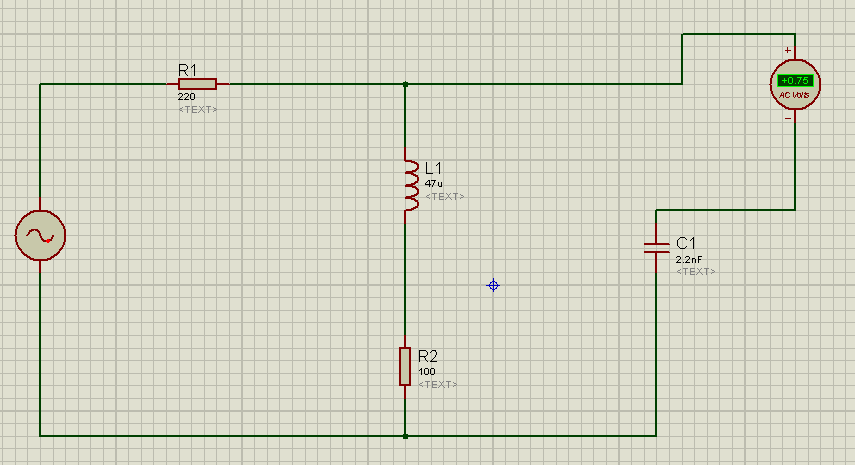 R1
220
<TEXT>
+
+0.75
AC Volts
−
L1
47u
<TEXT>
C1
2.2nF
<TEXT>
R2
100
<TEXT>